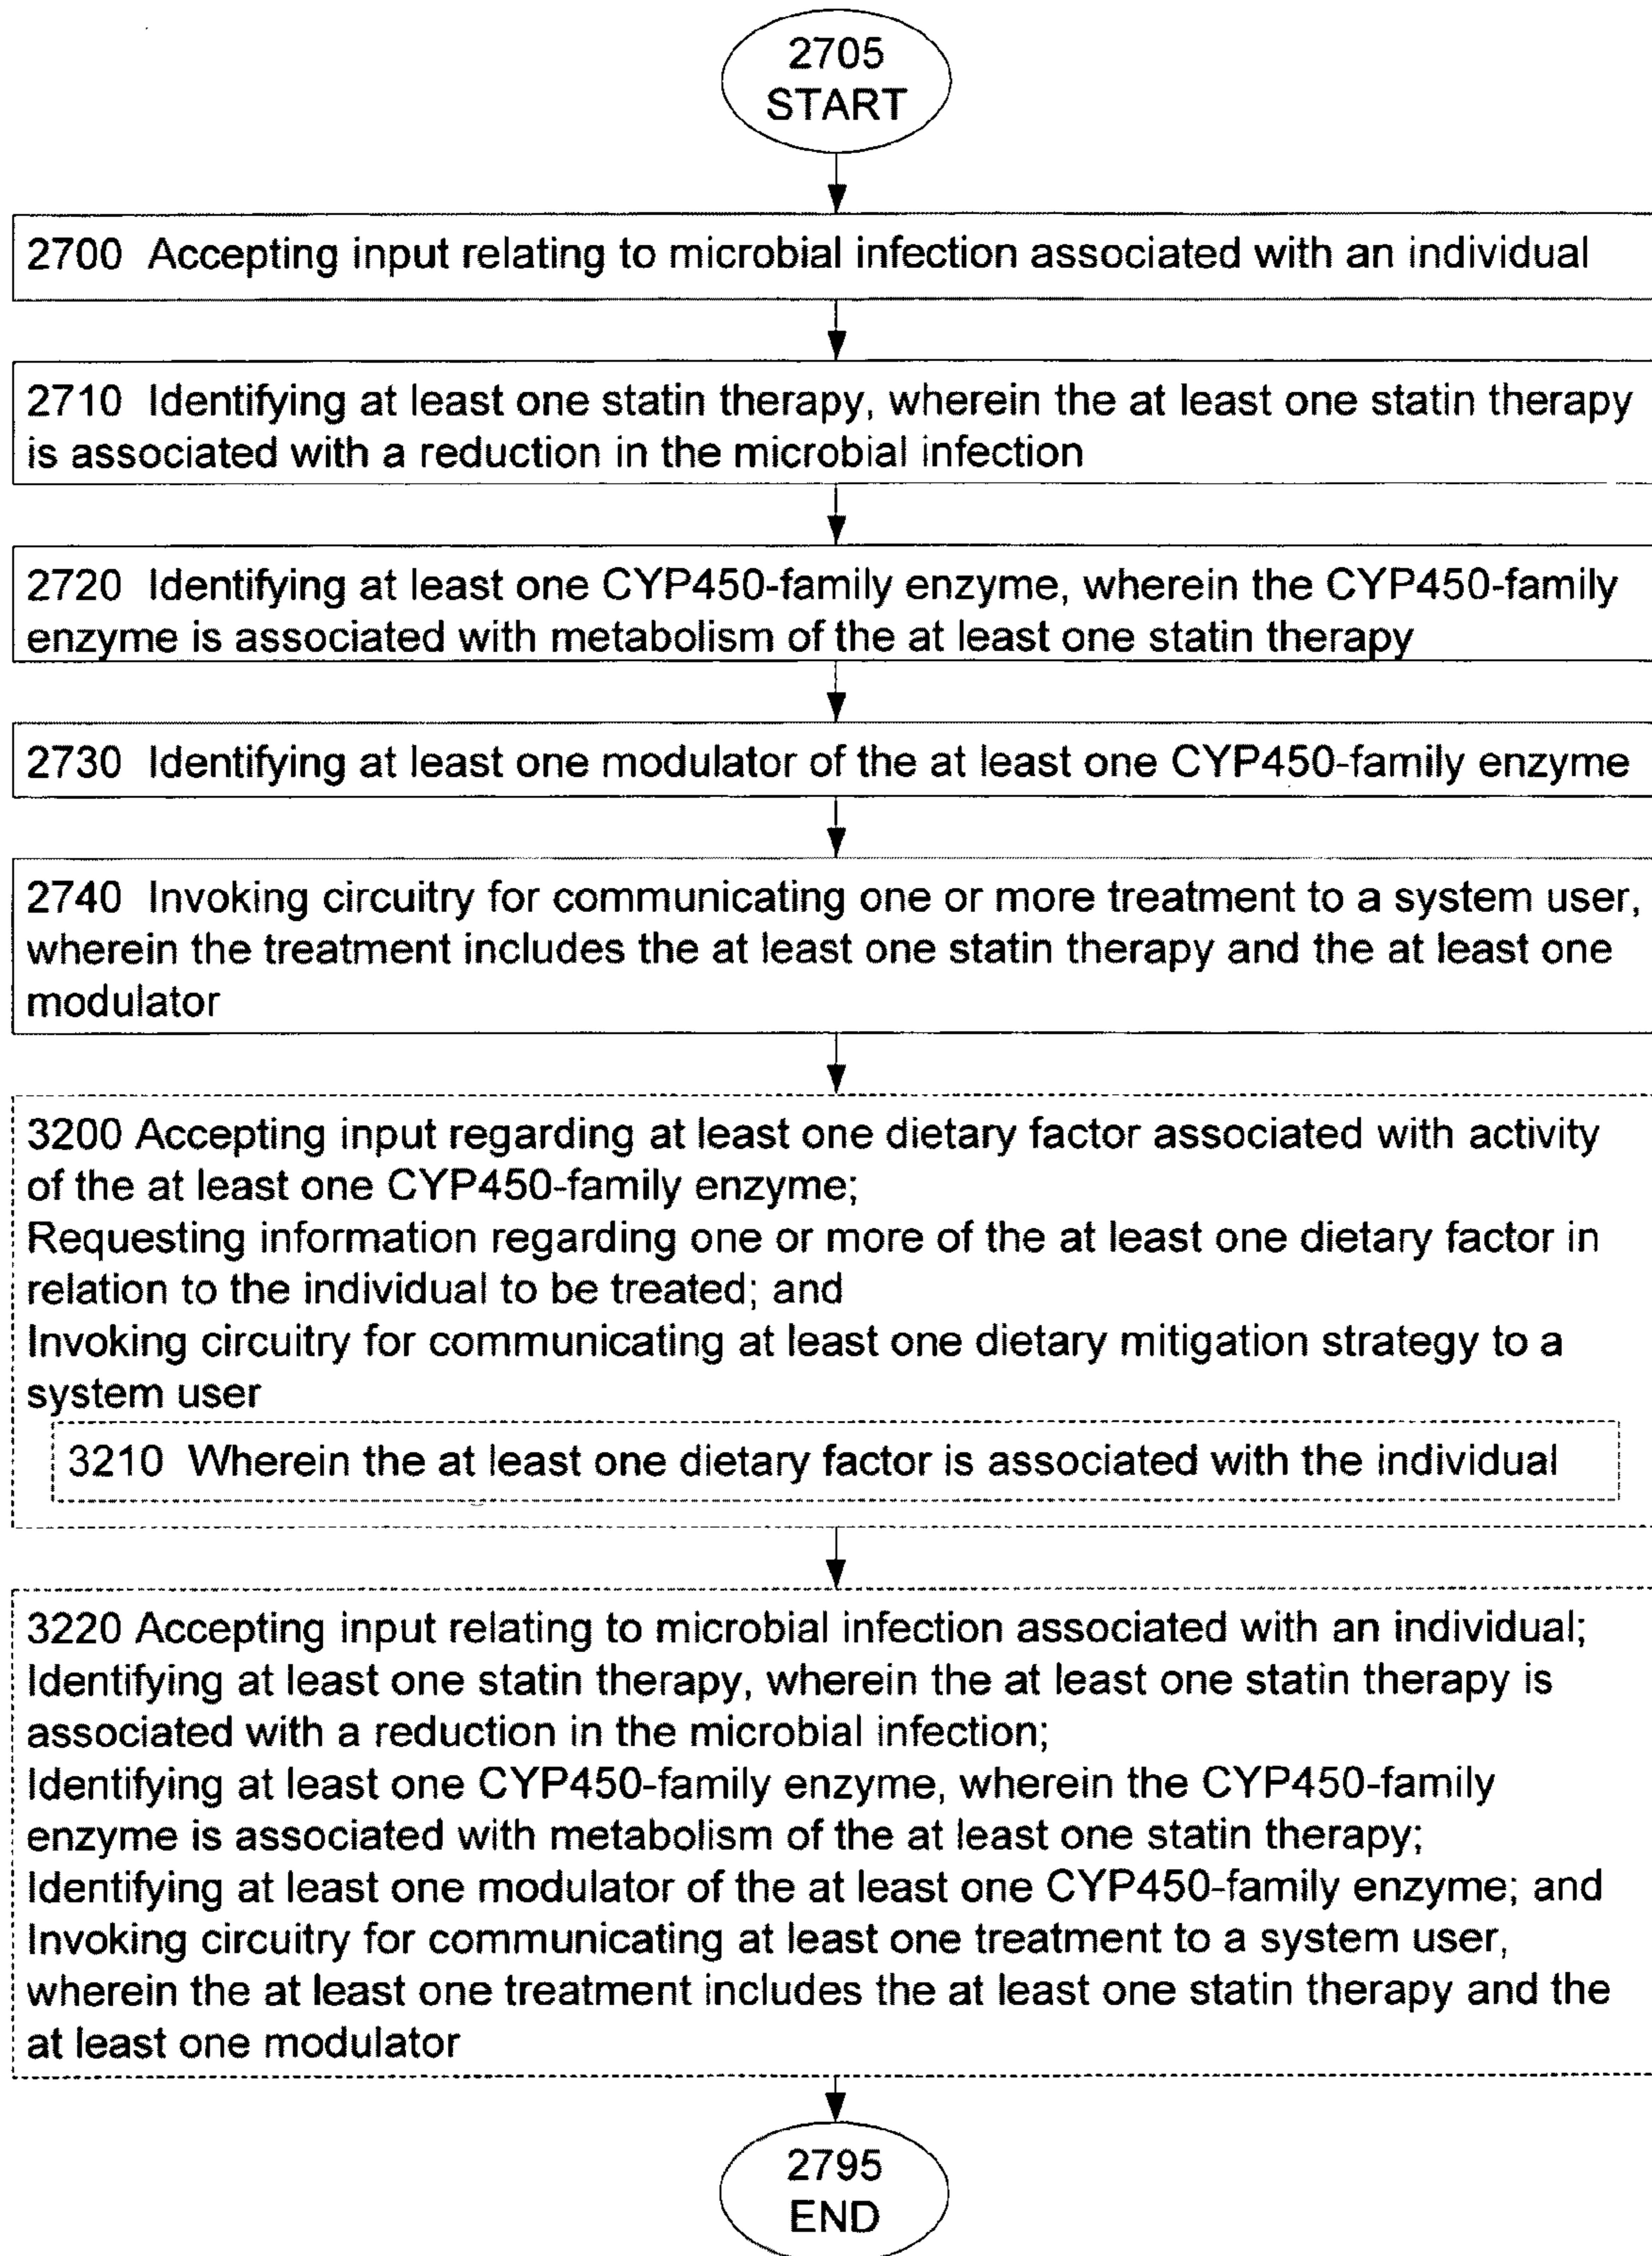 2705
START
2700 Accepting input relating to microbial infection associated with an individual
2710 Identifying at least one statin therapy, wherein the at least one statin therapy
is associated with a reduction in the microbial infection
2720 Identifying at least one CYP450-family enzyme, wherein the CYP450-family
enzyme is associated with metabolism of the at least one statin therapy
2730 Identifying at least one modulator of the at least one CYP450-family enzyme
2740 Invoking circuitry for communicating one or more treatment to a system user,
wherein the treatment includes the at least one statin therapy and the at least one
modulator
3200 Accepting input regarding at least one dietary factor associated with activity
of the at least one CYP450-family enzyme;
Requesting information regarding one or more of the at least one dietary factor in
relation to the individual to be treated; and
Invoking circuitry for communicating at least one dietary mitigation strategy to a
system user
3210 Wherein the at least one dietary factor is associated with the individual
3220 Accepting input relating to microbial infection associated with an individual;
Identifying at least one statin therapy, wherein the at least one statin therapy is
associated with a reduction in the microbial infection;
Identifying at least one CYP450-family enzyme, wherein the CYP450-family
enzyme is associated with metabolism of the at least one statin therapy;
Identifying at least one modulator of the at least one CYP450-family enzyme; and
Invoking circuitry for communicating at least one treatment to a system user,
wherein the at least one treatment includes the at least one statin therapy and the
at least one modulator
2795
END